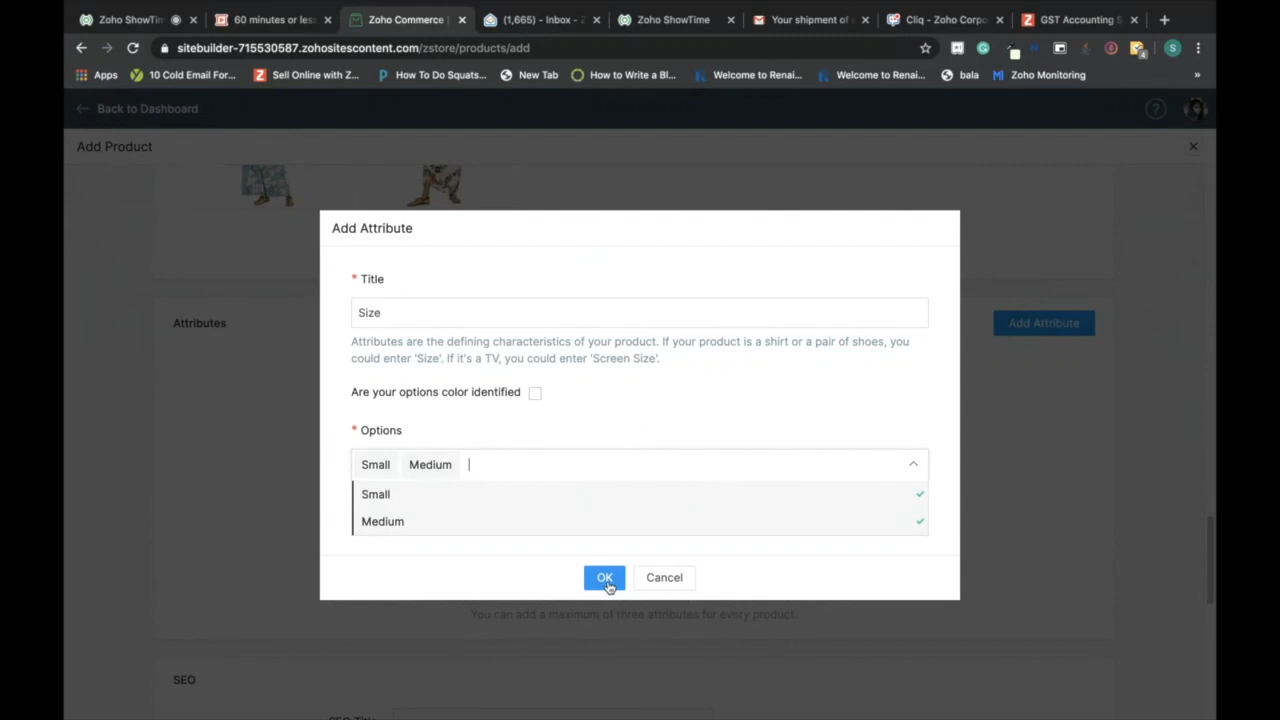 Zoho ShowTim
60 minutes or less
Zoho Commerce |
(1,665) - Inbox - Z
Zoho ShowTime
Your shipment of
Cliq - Zoho Corpo
GST Accounting S
sitebuilder-715530587.zohositescontent.com/zstore/products/add
Apps
10 Cold Email For...
Sell Online with Z...
How To Do Squats...
New Tab
How to Write a Bl...
Welcome to Renai...
Welcome to Renai...
bala
Zoho Monitoring
Back to Dashboard
Add Product
Add Attribute
* Title
Size
Attributes are the defining characteristics of your product. If your product is a shirt or a pair of shoes, you
could enter 'Size'. If it's a TV, you could enter 'Screen Size'.
Are your options color identified
* Options
Small Medium
Small
Medium
OK Cancel
Attributes
Add Attribute
You can add a maximum of three attributes for every product.
SEO
SEO Title